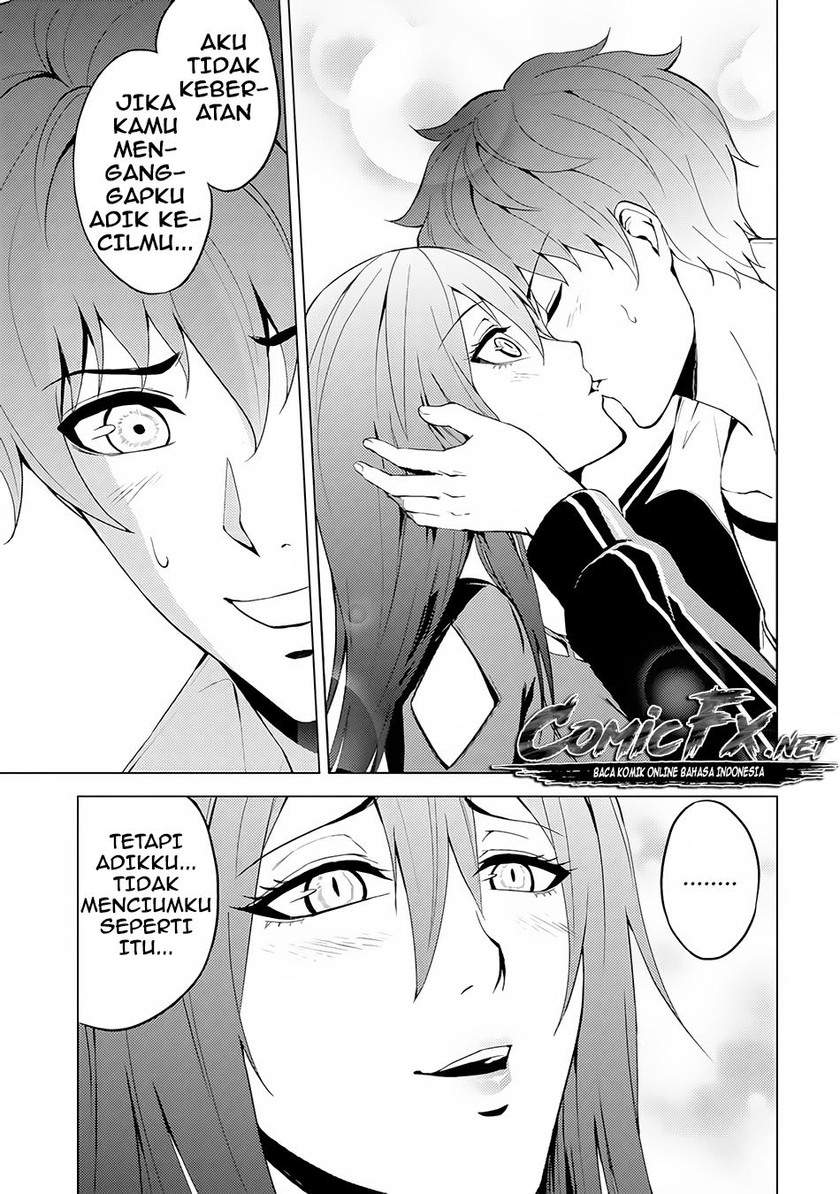 AKU
TIDAK
KEBER-
ATAN
JIKA
KAMU
MEN-
GANG-
GAPKU
ADIK KE-
CILMU...
COMICFX.NET
BACA KOMIK ONLINE BAHASA INDONESIA
.........
TETAPI
ADIKKU...
TIDAK
MENCIUMKU
SEPERTI
ITU...